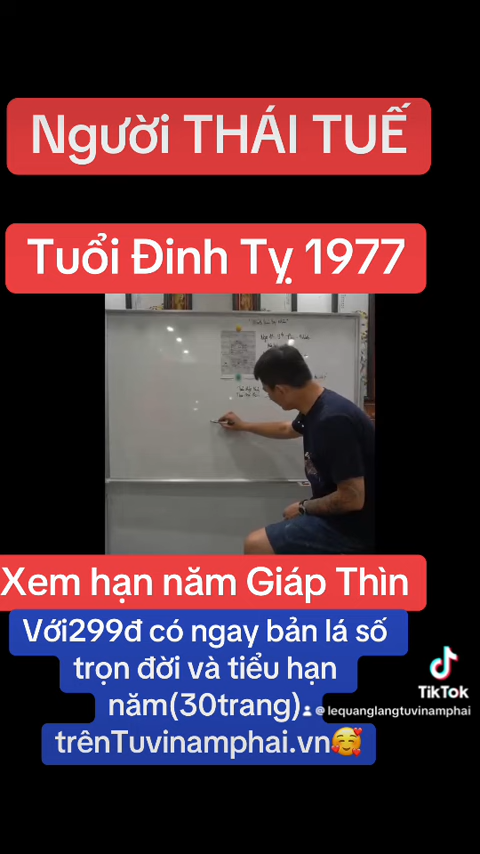 Người THÁI TUẾ
Tuổi Đinh Tỵ 1977
Xem hạn năm Giáp Thìn
Với299đ có ngay bản lá số
trọn đời và tiểu hạn
năm(30trang)
trênTuvinamphai.vn🥰
TikTok
@lequanglangtuvinamphai